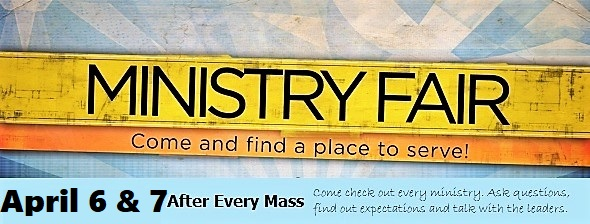 MINISTRY FAIR
Come and find a place to serve!
April 6 & 7 After Every Mass
Come check out every ministry. Ask questions,
find out expectations and talk with the leaders.